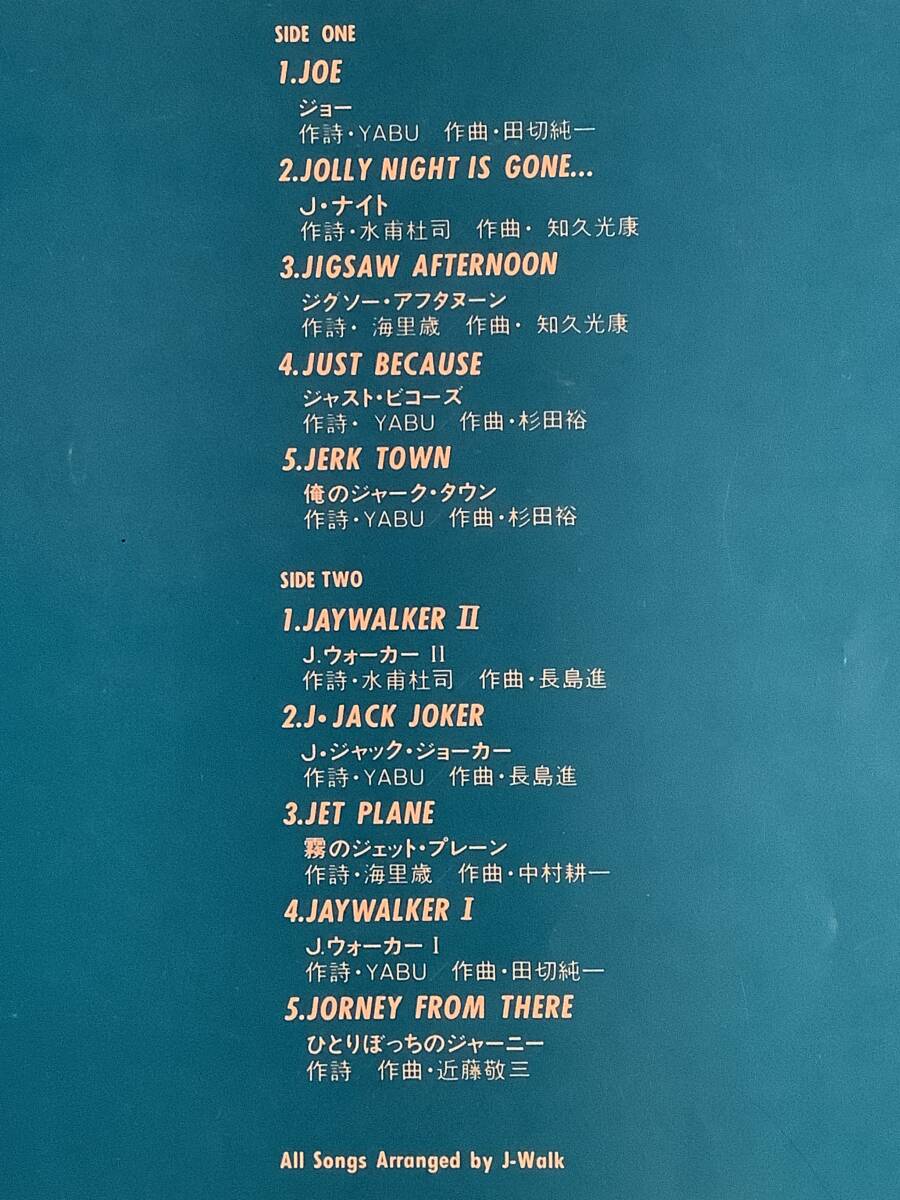 SIDE ONE
1.JOE
ジョー
作詩・YABU 作曲・田切純一
2.JOLLY NIGHT IS GONE...
J・ナイト
作詩・水甫杜司 作曲・知久光康
3.JIGSAW AFTERNOON
ジグソー・アフタヌーン
作詩・海里歳 作曲・知久光康
4.JUST BECAUSE
ジャスト・ビコーズ
作詩・YABU／作曲・杉田裕
5.JERK TOWN
俺のジャーク・タウン
作詩・YABU／作曲・杉田裕
SIDE TWO
1.JAYWALKER II
J.ウォーカー II
作詩・水甫杜司／作曲・長島進
2.J・JACK JOKER
J・ジャック・ジョーカー
作詩・YABU／作曲・長島進
3.JET PLANE
霧のジェット・プレーン
作詩・海里歳／作曲・中村耕一
4.JAYWALKER I
J.ウォーカー I
作詩・YABU／作曲・田切純一
5.JORNEY FROM THERE
ひとりぼっちのジャーニー
作詩 作曲・近藤敬三
All Songs Arranged by J-Walk